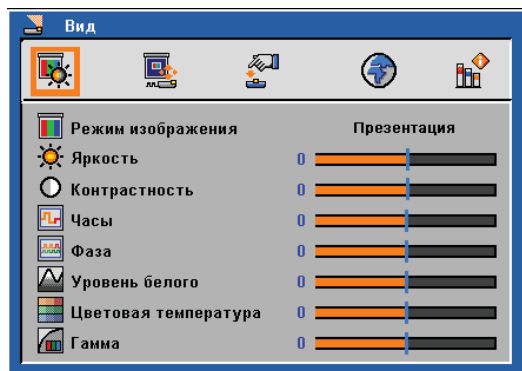 Вид
Режим изображения Презентация
Яркость 0
Контрастность 0
Часы 0
Фаза 0
Уровень белого 0
Цветовая температура 0
Гамма 0